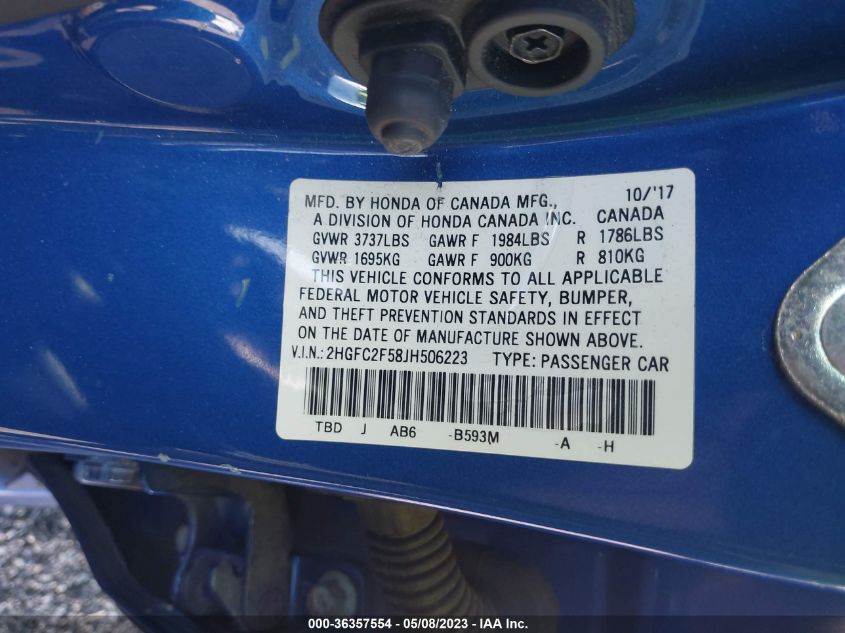 MFD. BY HONDA OF CANADA MFG., 10/'17
A DIVISION OF HONDA CANADA INC. CANADA
GVWR 3737LBS GAWR F 1984LBS R 1786LBS
GVWR 1695KG GAWR F 900KG R 810KG
THIS VEHICLE CONFORMS TO ALL APPLICABLE
FEDERAL MOTOR VEHICLE SAFETY, BUMPER,
AND THEFT PREVENTION STANDARDS IN EFFECT
ON THE DATE OF MANUFACTURE SHOWN ABOVE.
V.I.N.: 2HGFC2F58JH506223 TYPE: PASSENGER CAR
TBD J AB6 -B593M -A -H
000-36357554 - 05/08/2023 - IAA Inc.